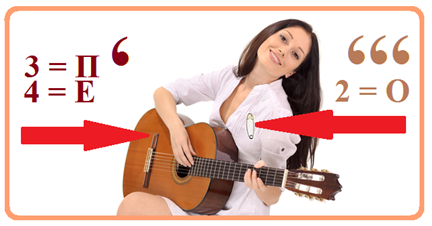 3 = П ‘
4 = Е
‘‘‘
2 = О